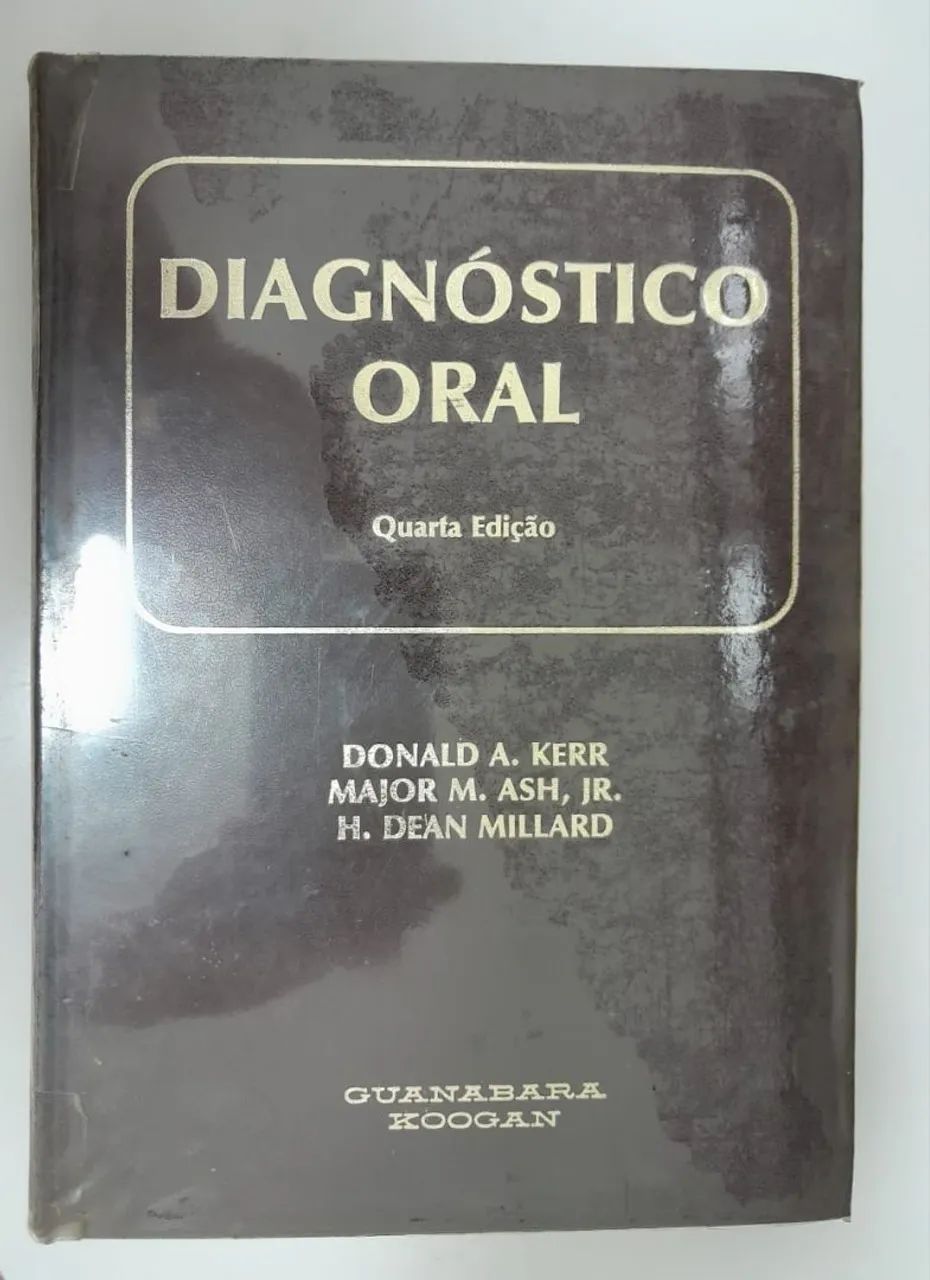 DIAGNÓSTICO
ORAL
Quarta Edição
DONALD A. KERR
MAJOR M. ASH, JR.
H. DEAN MILLARD
GUANABARA
KOOGAN